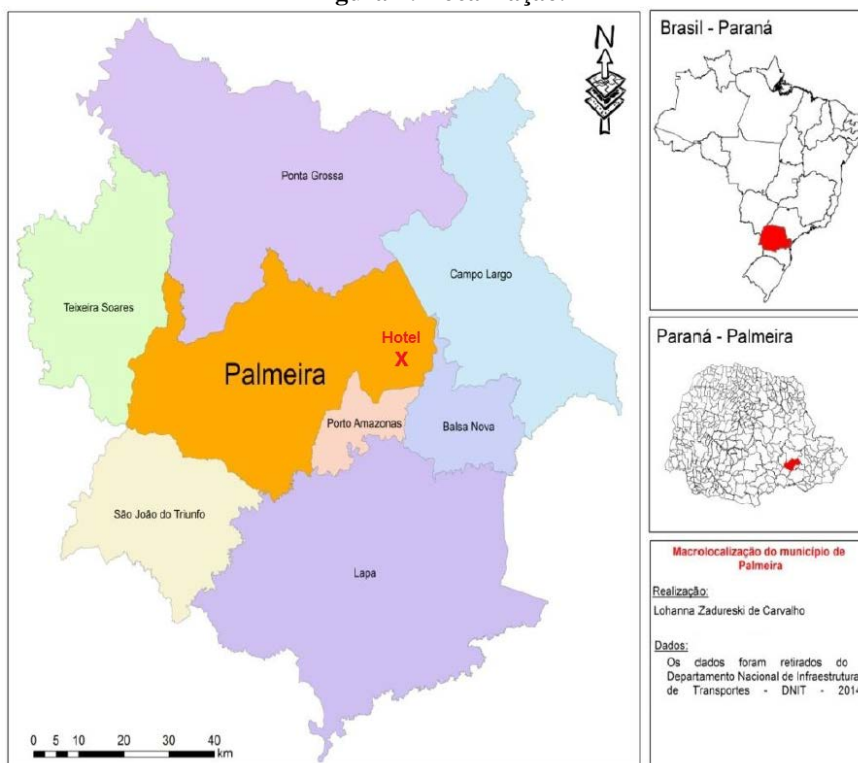 N
Ponta Grossa
Teixeira Soares
Campo Largo
Hotel
X
Palmeira
Porto Amazonas
Balsa Nova
São João do Triunfo
Lapa
0 5 10 20 30 40
km
Brasil - Paraná
Paraná - Palmeira
Macrolocalização do município de
Palmeira
Realização:
Lohanna Zadureski de Carvalho
Dados:
Os dados foram retirados do
Departamento Nacional de Infraestrutura
de Transportes - DNIT - 2014